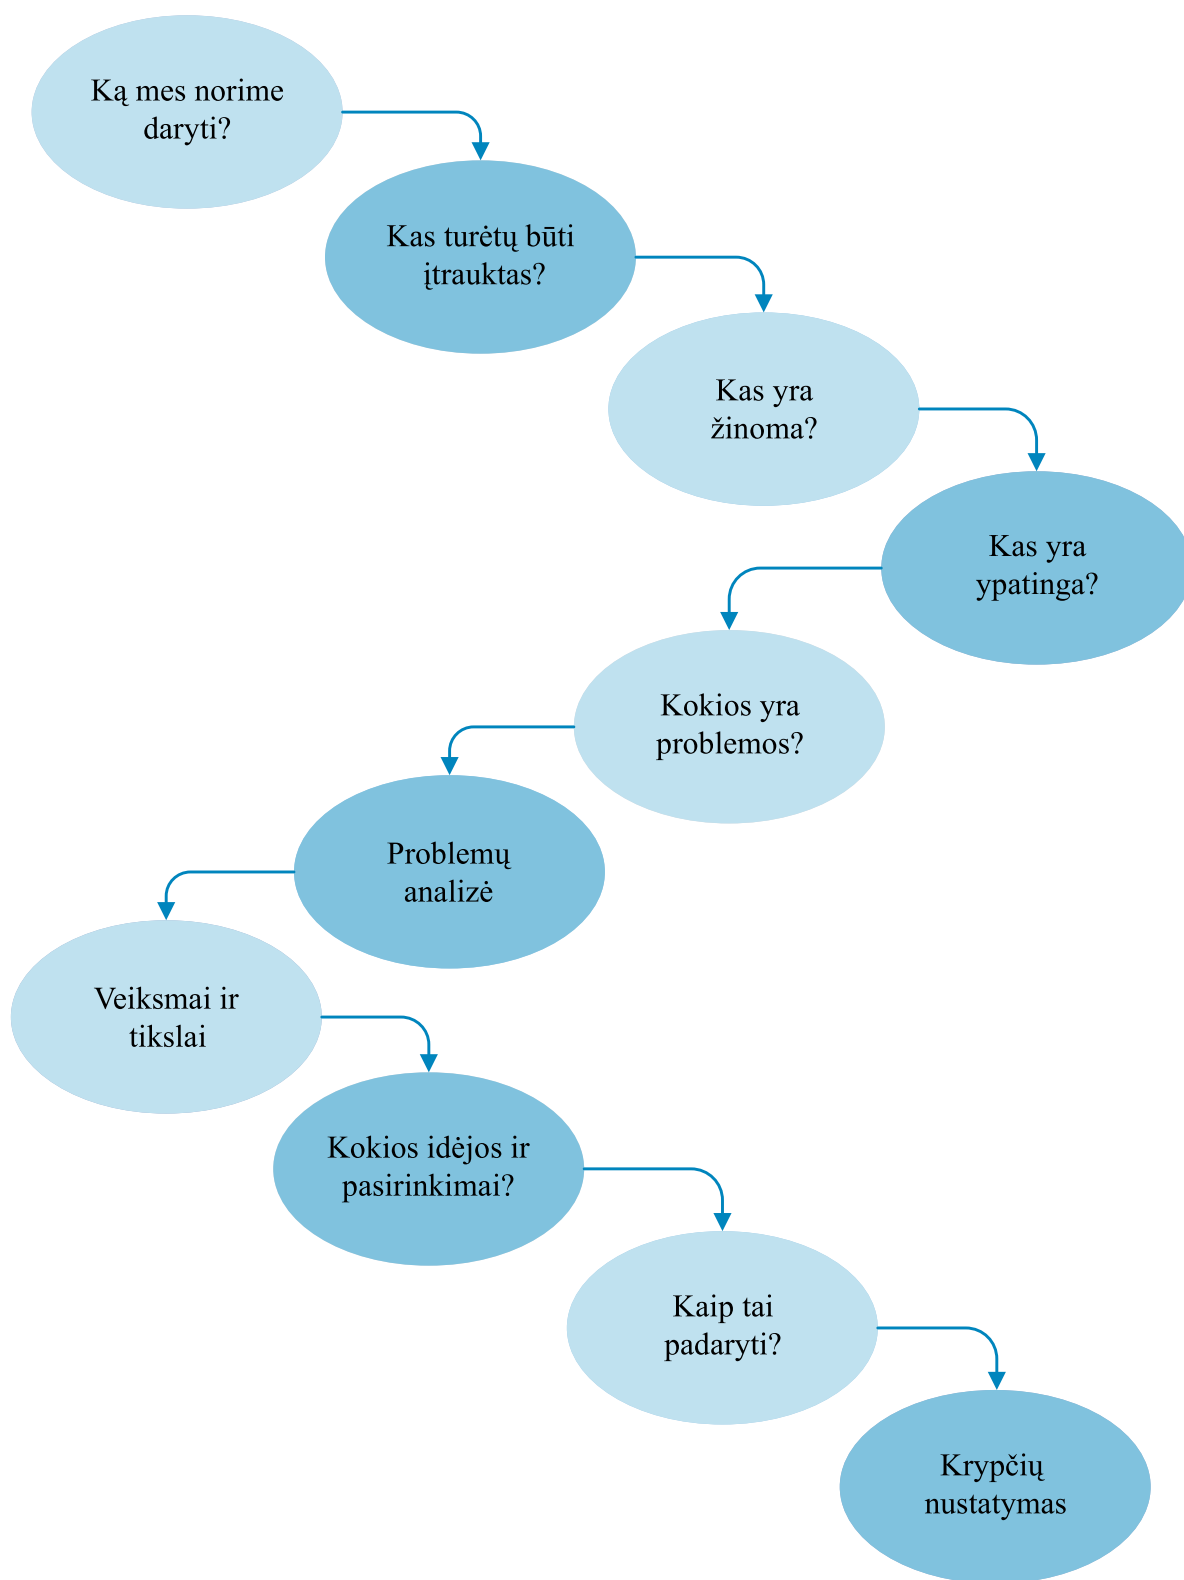 Ką mes norime
daryti?
Kas turėtų būti
įtrauktas?
Kas yra
žinoma?
Kas yra
ypatinga?
Kokios yra
problemos?
Problemų
analizė
Veiksmai ir
tikslai
Kokios idėjos ir
pasirinkimai?
Kaip tai
padaryti?
Krypčių
nustatymas